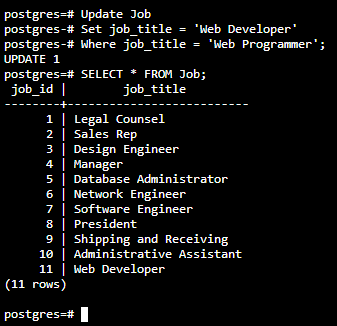 postgres=# Update Job
postgres-# Set job_title = 'Web Developer'
postgres-# Where job_title = 'Web Programmer';
UPDATE 1
postgres=# SELECT * FROM Job;
 job_id |        job_title
--------+--------------------------
      1 | Legal Counsel
      2 | Sales Rep
      3 | Design Engineer
      4 | Manager
      5 | Database Administrator
      6 | Network Engineer
      7 | Software Engineer
      8 | President
      9 | Shipping and Receiving
     10 | Administrative Assistant
     11 | Web Developer
(11 rows)
postgres=#